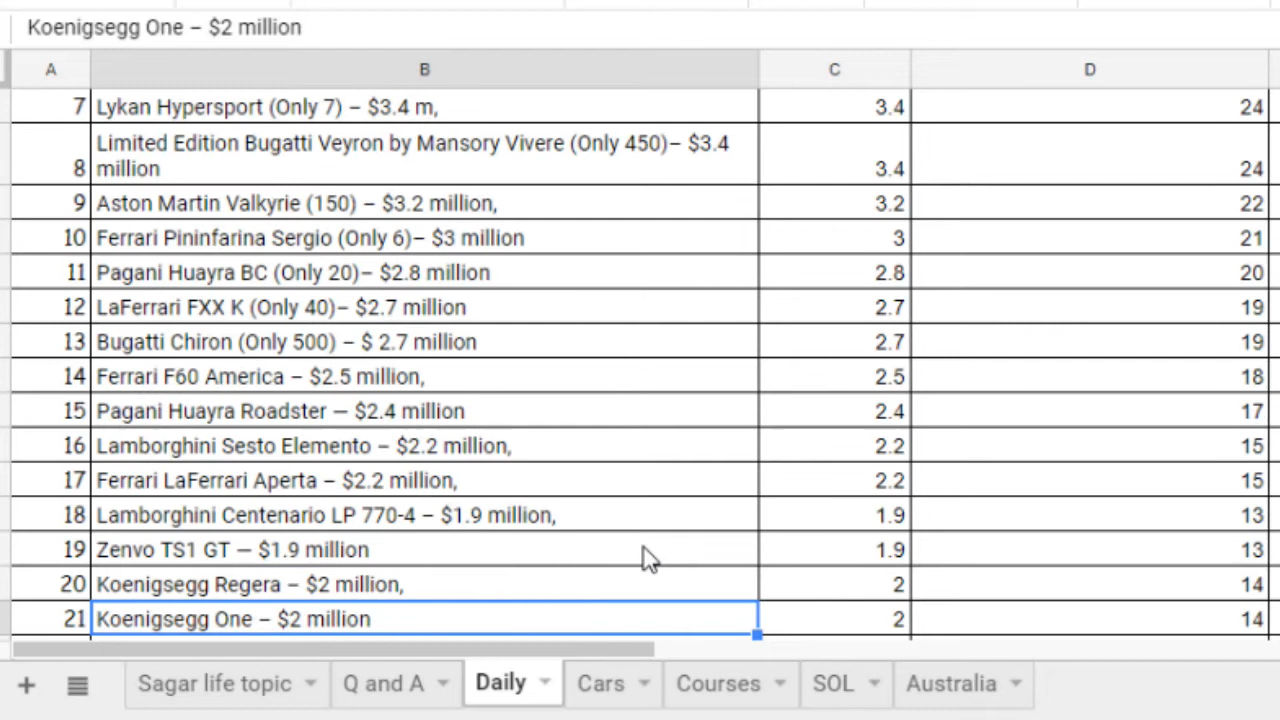 Koenigsegg One – $2 million
A B C D
7 Lykan Hypersport (Only 7) – $3.4 m, 3.4 24
Limited Edition Bugatti Veyron by Mansory Vivere (Only 450)– $3.4
8 million 3.4 24
9 Aston Martin Valkyrie (150) – $3.2 million, 3.2 22
10 Ferrari Pininfarina Sergio (Only 6)– $3 million 3 21
11 Pagani Huayra BC (Only 20)– $2.8 million 2.8 20
12 LaFerrari FXX K (Only 40)– $2.7 million 2.7 19
13 Bugatti Chiron (Only 500) – $ 2.7 million 2.7 19
14 Ferrari F60 America – $2.5 million, 2.5 18
15 Pagani Huayra Roadster — $2.4 million 2.4 17
16 Lamborghini Sesto Elemento – $2.2 million, 2.2 15
17 Ferrari LaFerrari Aperta – $2.2 million, 2.2 15
18 Lamborghini Centenario LP 770-4 – $1.9 million, 1.9 13
19 Zenvo TS1 GT — $1.9 million 1.9 13
20 Koenigsegg Regera – $2 million, 2 14
21 Koenigsegg One – $2 million 2 14
+ Sagar life topic Q and A Daily Cars Courses SOL Australia